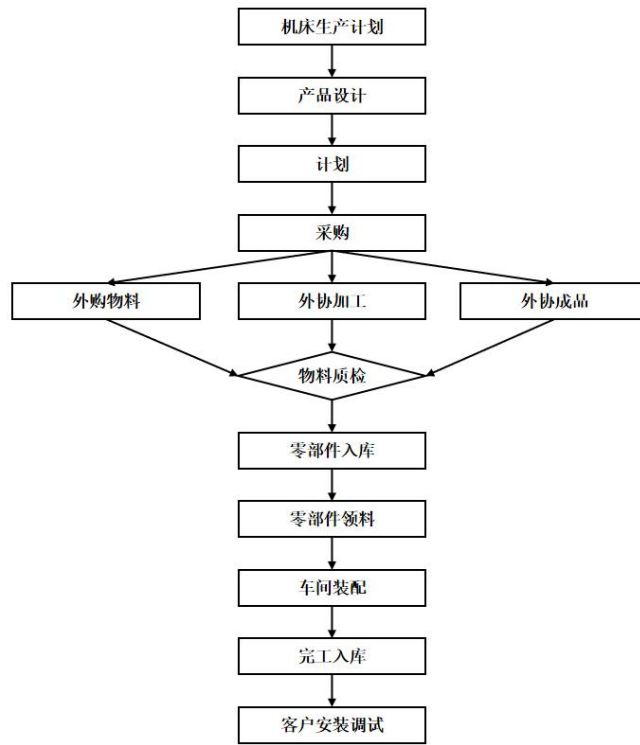 机床生产计划
产品设计
计划
采购
外购物料
外协加工
外协成品
物料质检
零部件入库
零部件领料
车间装配
完工入库
客户安装调试